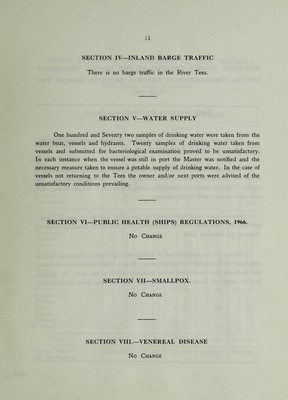 11
SECTION IV—INLAND BARGE TRAFFIC
There is no barge traffic in the River Tees.
SECTION V—WATER SUPPLY
One hundred and Seventy two samples of drinking water were taken from the
water boat, vessels and hydrants. Twenty samples of drinking water taken from
vessels and submitted for bacteriological examination proved to be unsatisfactory.
In each instance when the vessel was still in port the Master was notified and the
necessary measure taken to ensure a potable supply of drinking water. In the case of
vessels not returning to the Tees the owner and/or next ports were advised of the
unsatisfactory conditions prevailing.
SECTION VI—PUBLIC HEALTH (SHIPS) REGULATIONS, 1966.
No Change
SECTION VII—SMALLPOX.
No Change
SECTION VIII.—VENEREAL DISEASE
No Change